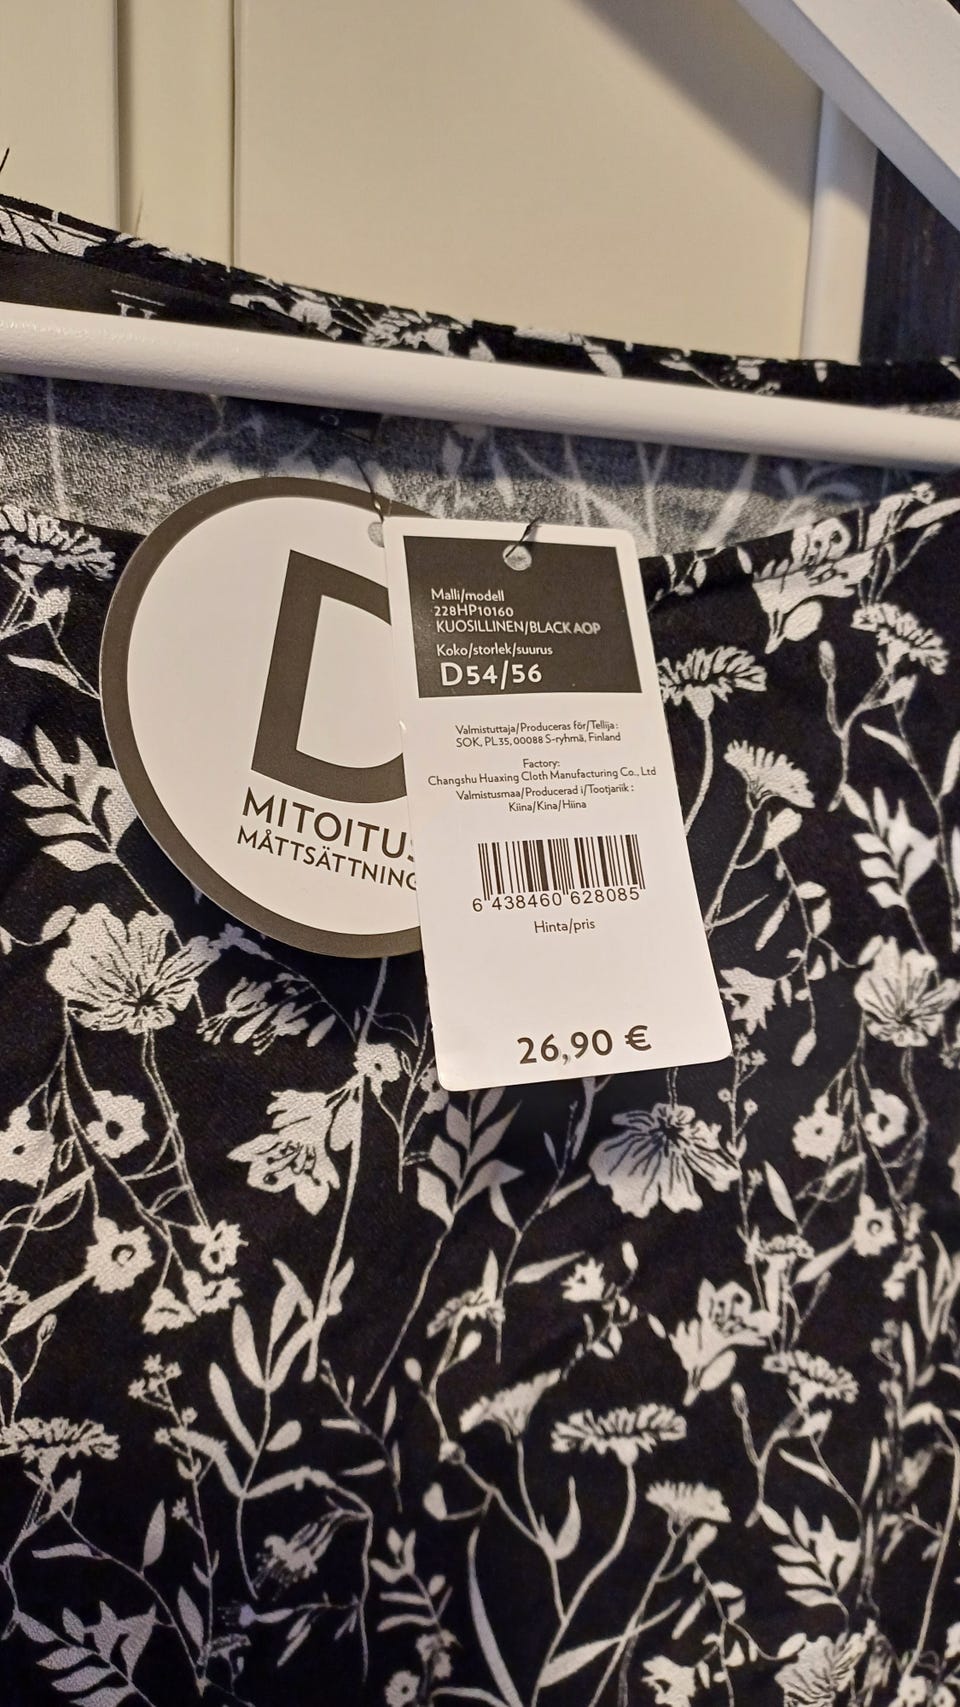 D
MITOITUS
MÅTTSÄTTNING
Malli/modell
228HP10160
KUOSILLINEN/BLACK AOP
Koko/storlek/suurus
D54/56
Valmistuttaja/Produceras för/Tellija:
SOK, PL35, 00088 S-ryhmä, Finland
Factory:
Changshu Huaxing Cloth Manufacturing Co., Ltd
Valmistusmaa/Producerad i/Tootjariik:
Kiina/Kina/Hiina
6 438460 628085
Hinta/pris
26,90 €